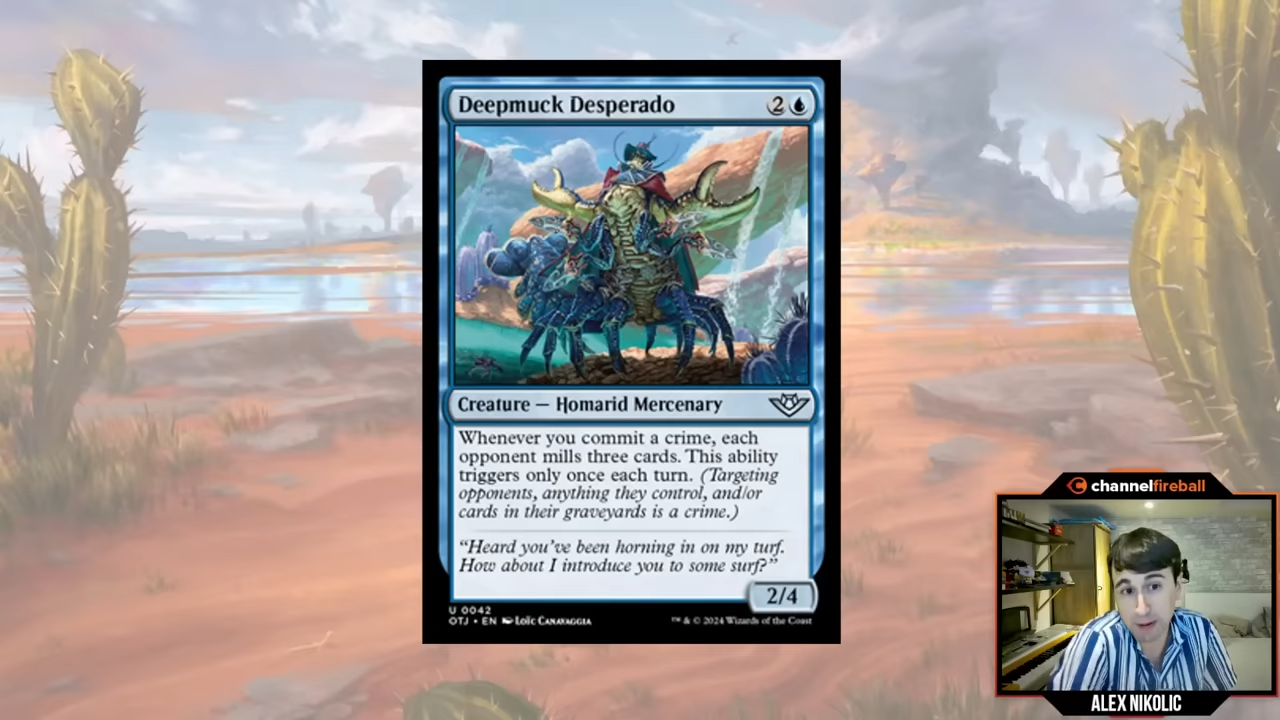 Deepmuck Desperado
2
Creature — Homarid Mercenary
Whenever you commit a crime, each
opponent mills three cards. This ability
triggers only once each turn. (Targeting
opponents, anything they control, and/or
cards in their graveyards is a crime.)
“Heard you’ve been horning in on my turf.
How about I introduce you to some surf?”
2/4
U 0042
OTJ • EN Loïc Canavaggia
™ & © 2024 Wizards of the Coast
channelfireball
ALEX NIKOLIC